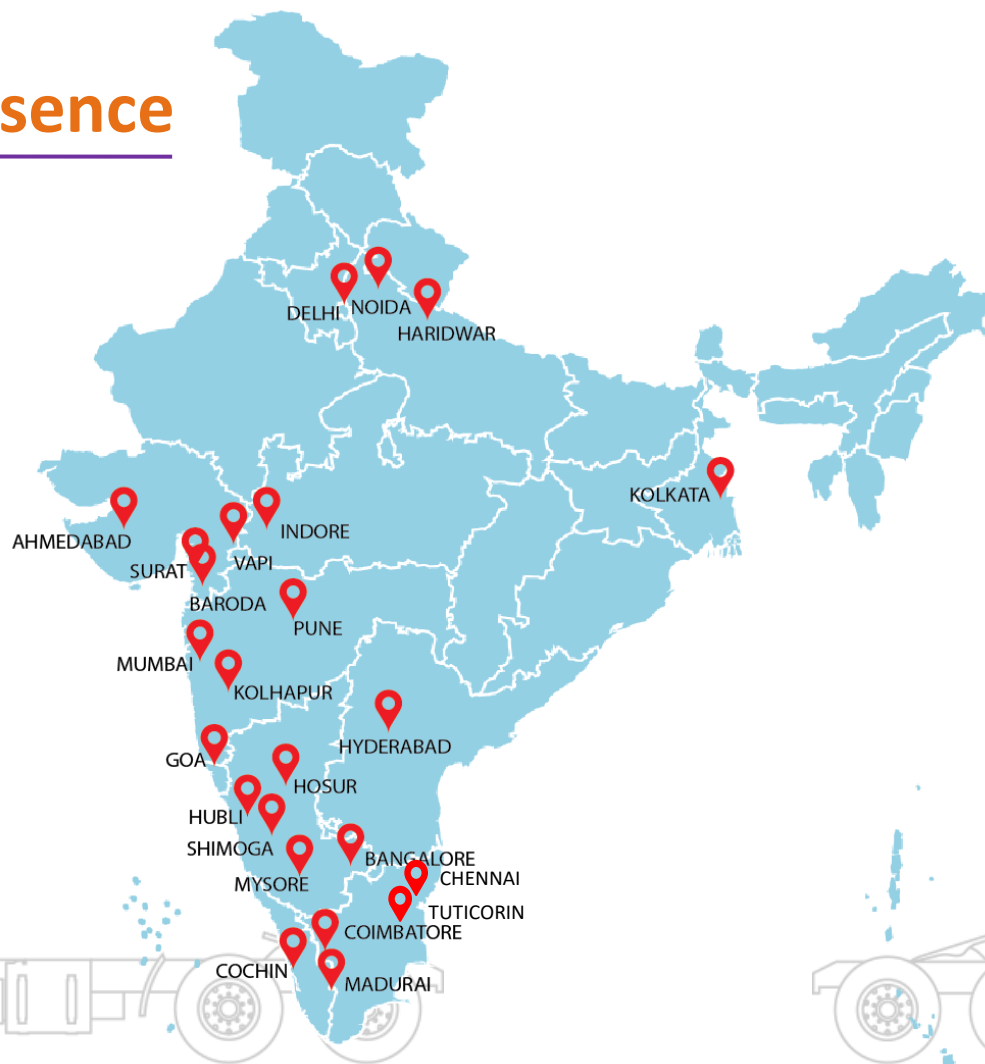 sence
DELHI
NOIDA
HARIDWAR
KOLKATA
AHMEDABAD
INDORE
VAPI
SURAT
BARODA
PUNE
MUMBAI
KOLHAPUR
HYDERABAD
GOA
HOSUR
HUBLI
SHIMOGA
BANGALORE
CHENNAI
MYSORE
TUTICORIN
COIMBATORE
COCHIN
MADURAI